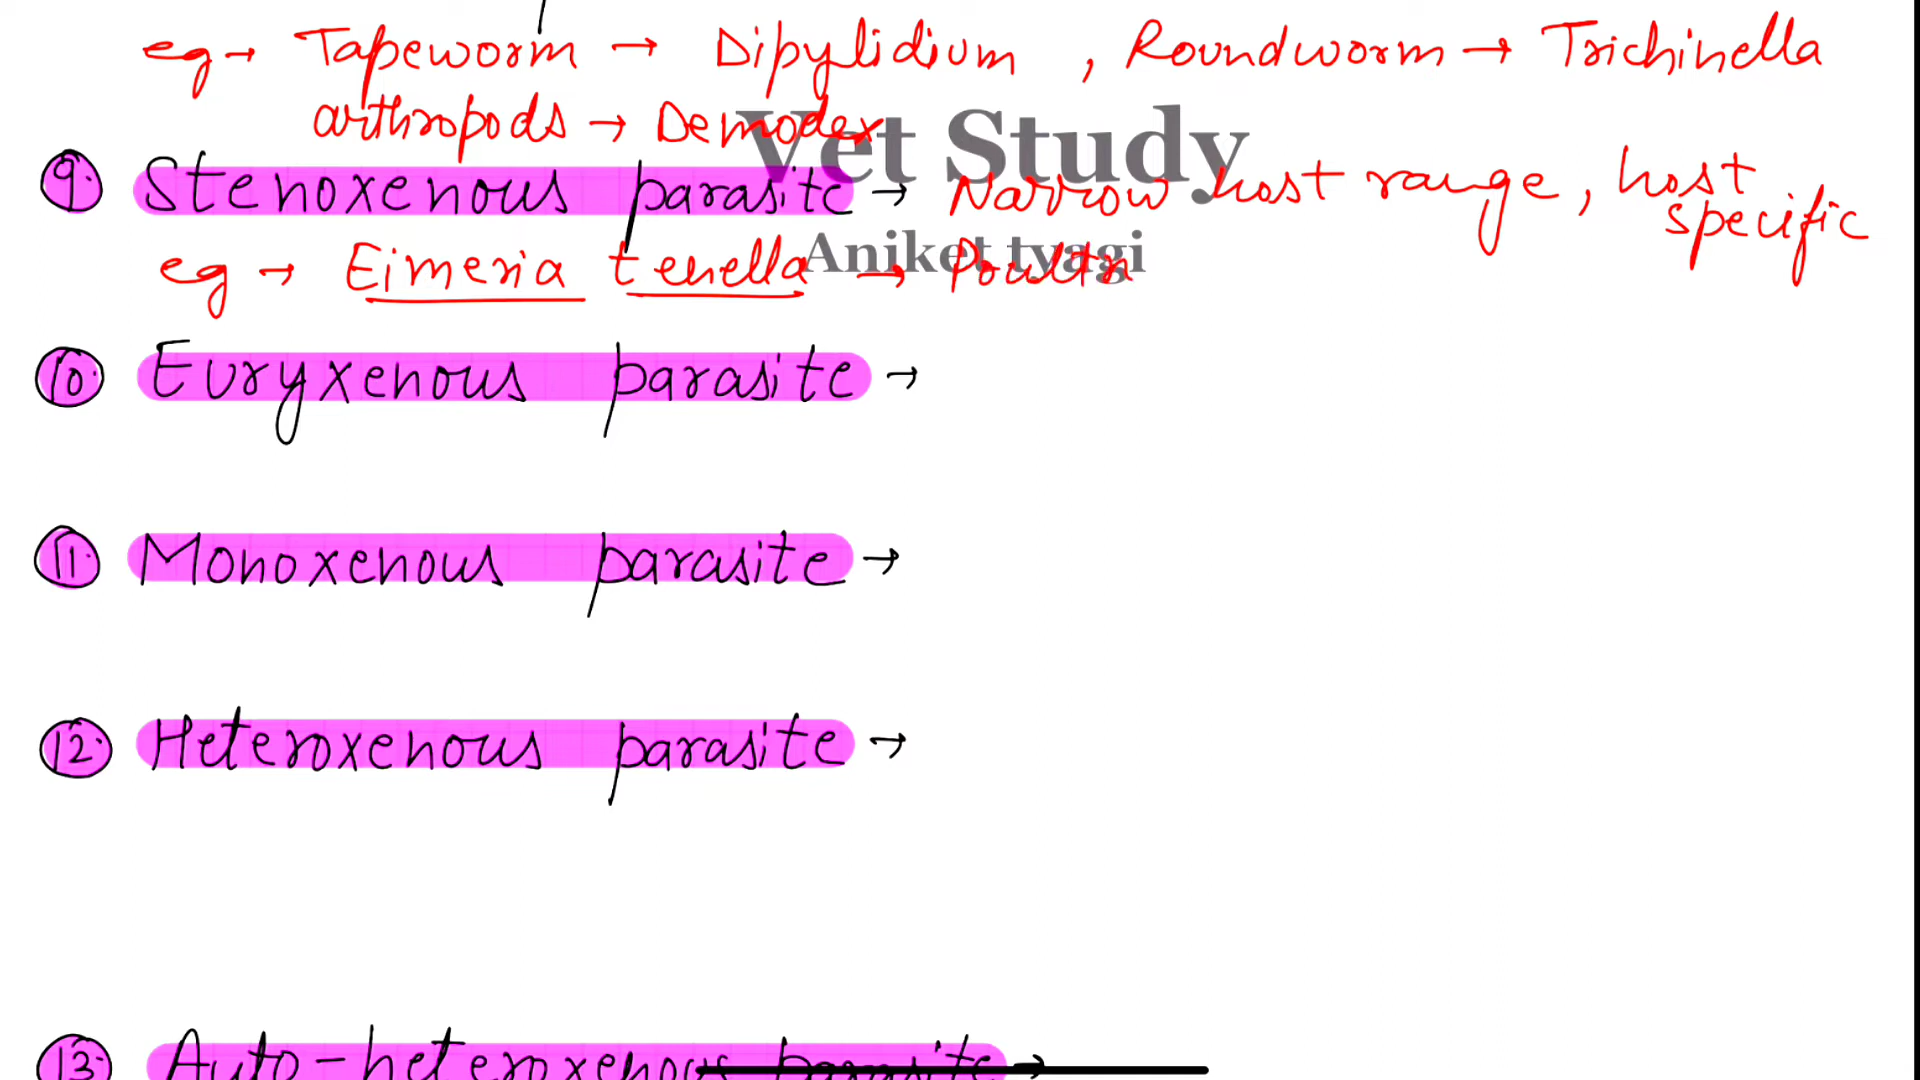 eg → Tapeworm → Dipylidium , Roundworm → Trichinella
arthropods → Demodex
Vet Study
9. Stenoxenous parasite → Narrow host range, host specific
Aniket tyagi
eg → Eimeria tenella → Poultr
10. Euryxenous parasite →
11. Monoxenous parasite →
12. Heteroxenous parasite →
13. Auto-heteroxenous parasite →